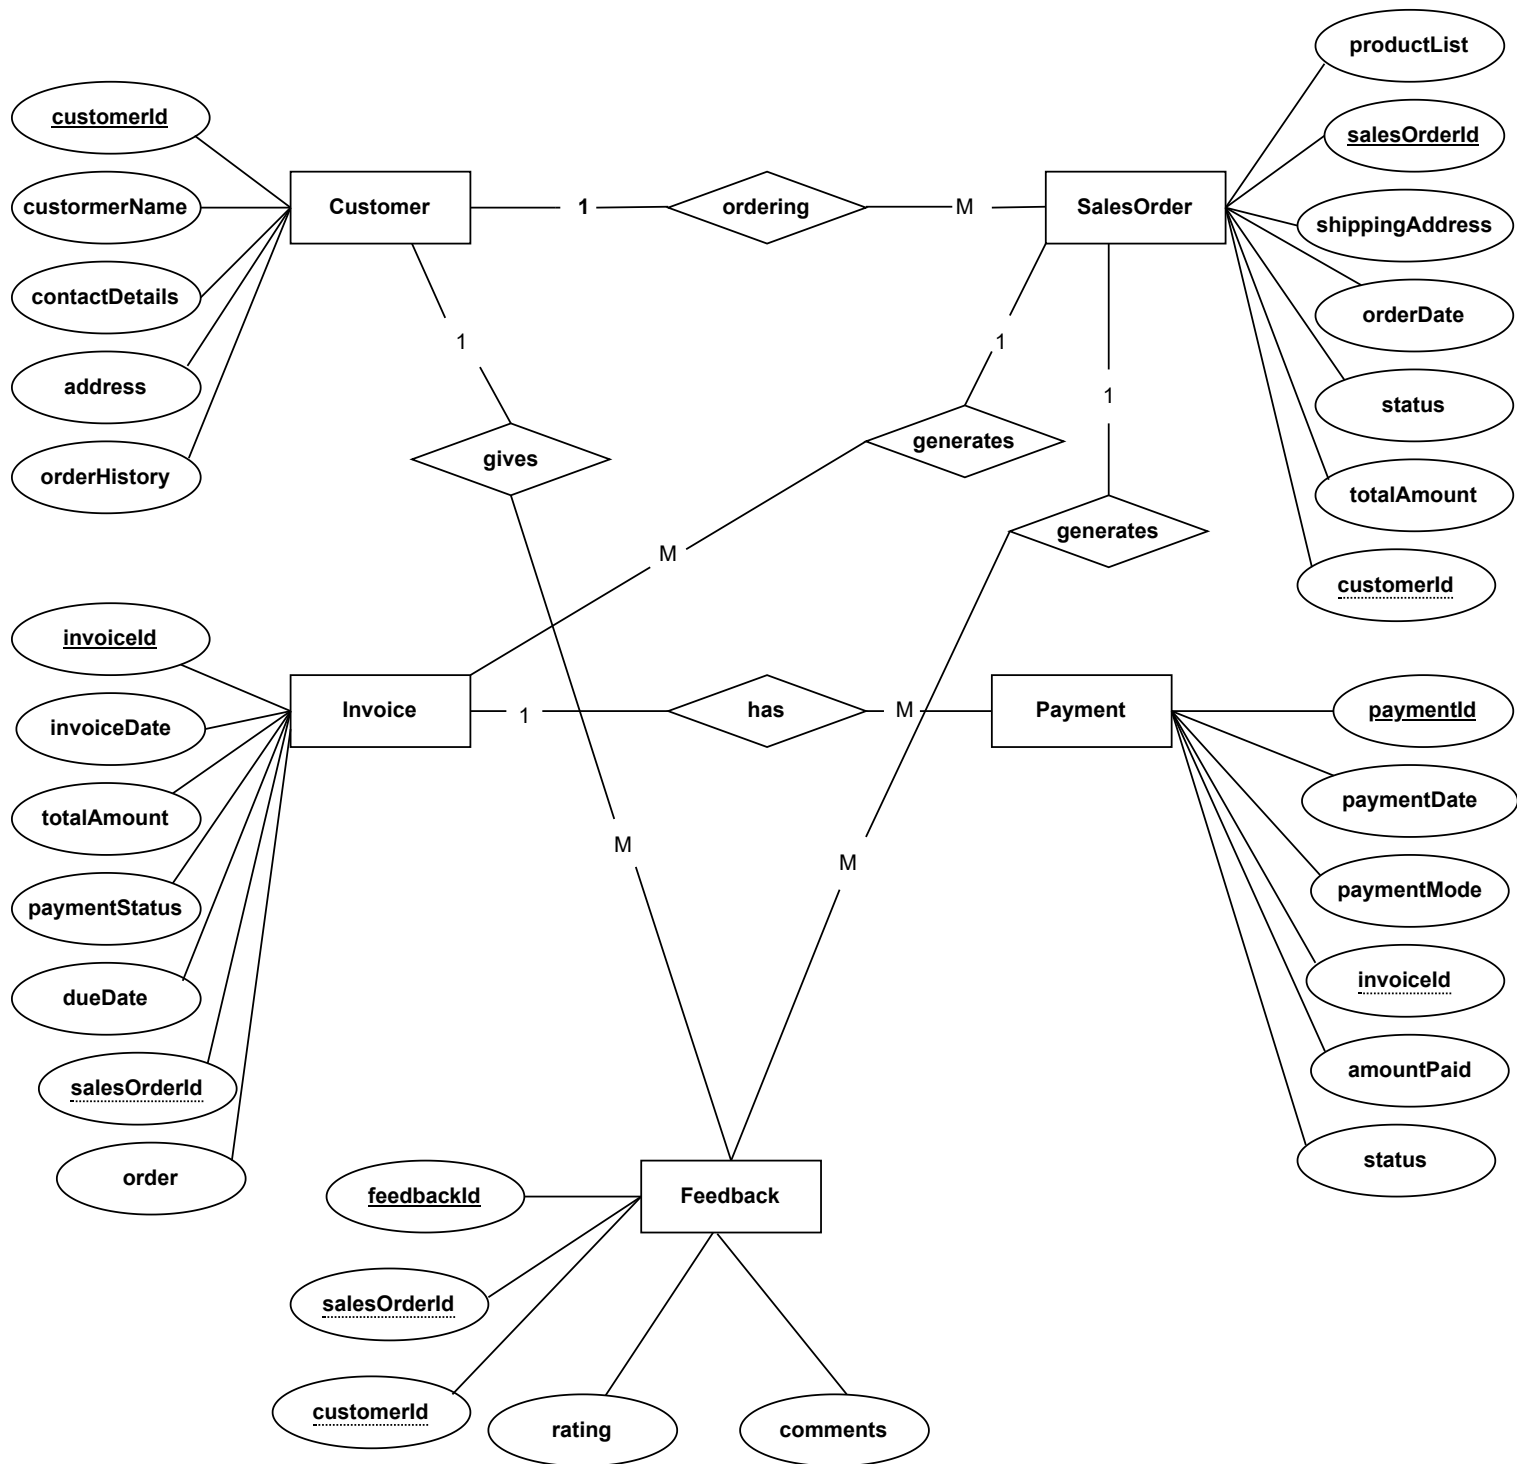 productList
customerId
salesOrderId
custormerName
Customer
1
ordering
M
SalesOrder
shippingAddress
contactDetails
orderDate
1
1
address
1
status
gives
generates
orderHistory
totalAmount
generates
M
customerId
invoiceId
Invoice
1
has
M
Payment
paymentId
invoiceDate
paymentDate
totalAmount
M
M
paymentMode
paymentStatus
invoiceId
dueDate
amountPaid
salesOrderId
status
order
feedbackId
Feedback
salesOrderId
customerId
rating
comments